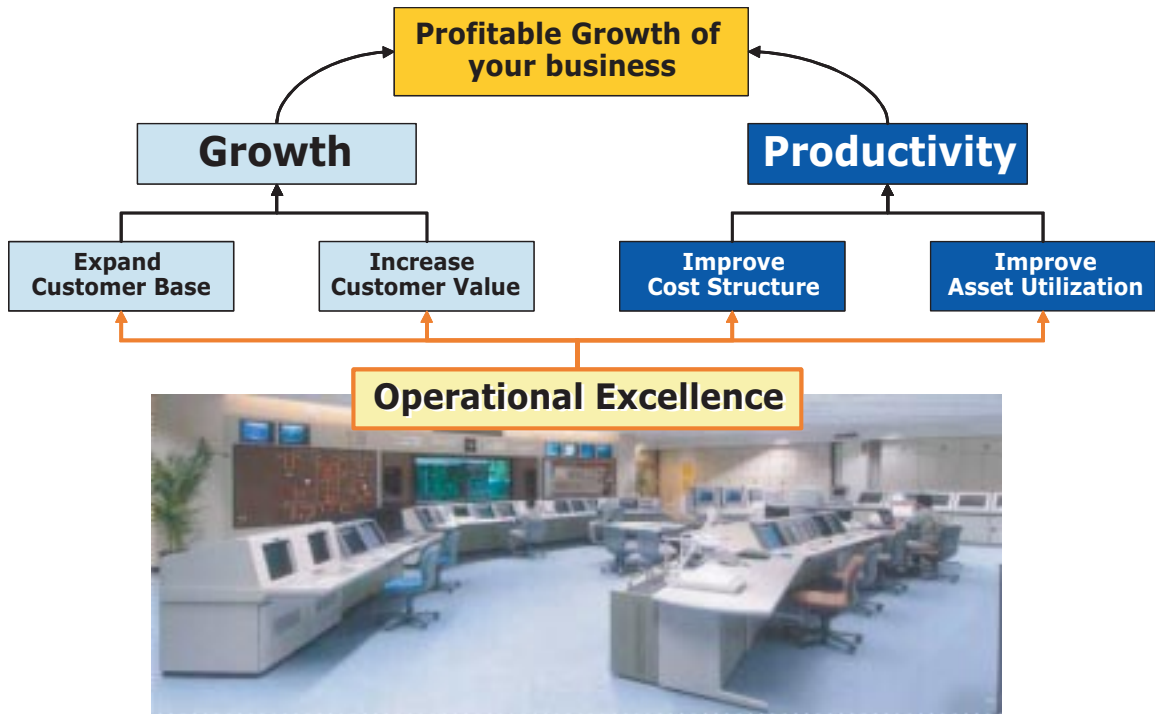 Profitable Growth of
your business
Growth
Productivity
Expand
Customer Base
Increase
Customer Value
Improve
Cost Structure
Improve
Asset Utilization
Operational Excellence